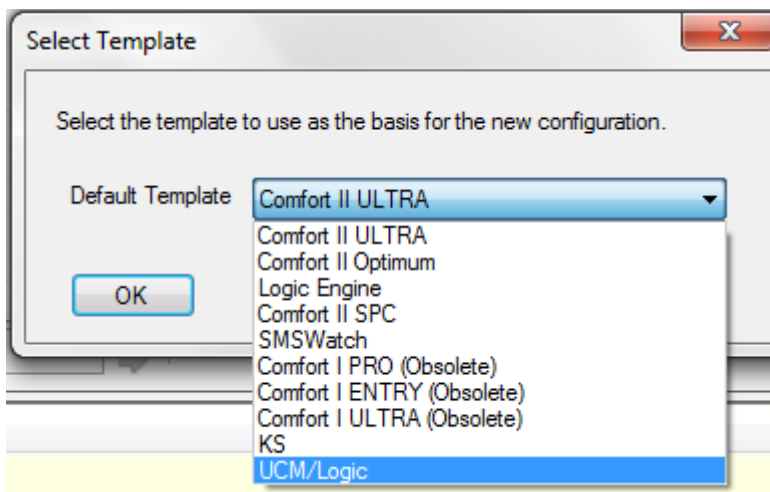 Select Template
Select the template to use as the basis for the new configuration.
Default Template Comfort II ULTRA
Comfort II ULTRA
Comfort II Optimum
Logic Engine
OK
Comfort II SPC
SMSWatch
Comfort I PRO (Obsolete)
Comfort I ENTRY (Obsolete)
Comfort I ULTRA (Obsolete)
KS
UCM/Logic